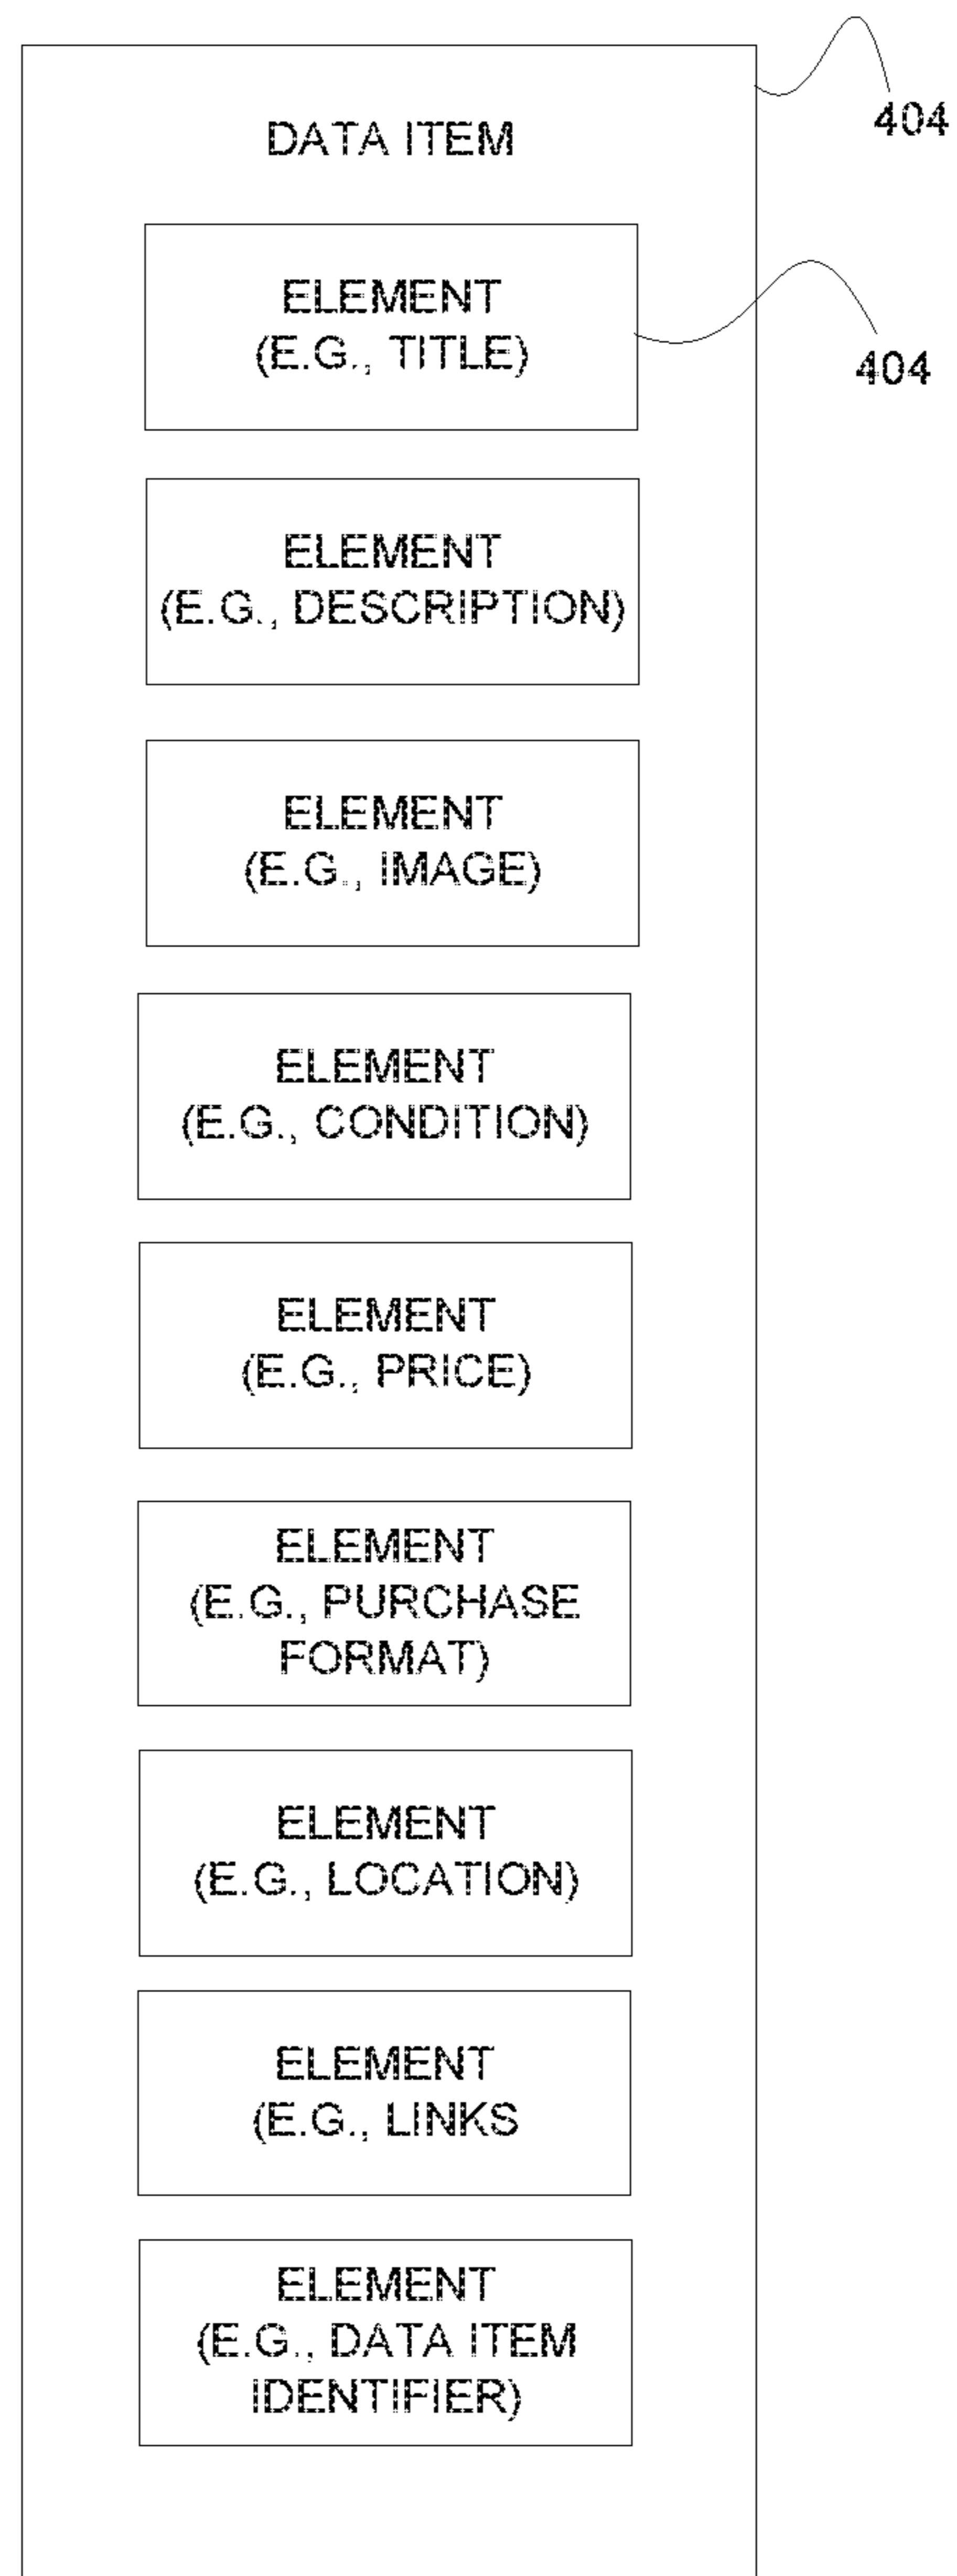 404
DATA ITEM
ELEMENT
(E.G., TITLE)
404
ELEMENT
(E.G., DESCRIPTION)
ELEMENT
(E.G., IMAGE)
ELEMENT
(E.G., CONDITION)
ELEMENT
(E.G., PRICE)
ELEMENT
(E.G., PURCHASE
FORMAT)
ELEMENT
(E.G., LOCATION)
ELEMENT
(E.G., LINKS
ELEMENT
(E.G., DATA ITEM
IDENTIFIER)